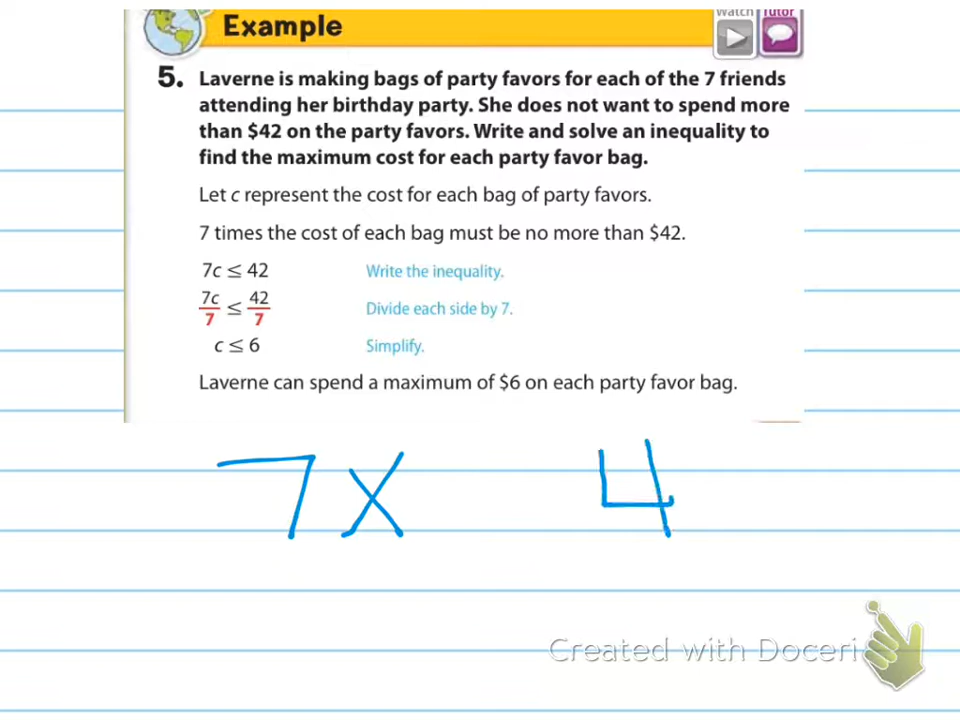 Example
Watch Tutor
5. Laverne is making bags of party favors for each of the 7 friends
attending her birthday party. She does not want to spend more
than $42 on the party favors. Write and solve an inequality to
find the maximum cost for each party favor bag.
Let c represent the cost for each bag of party favors.
7 times the cost of each bag must be no more than $42.
7c ≤ 42 Write the inequality.
7c/7 ≤ 42/7 Divide each side by 7.
c ≤ 6 Simplify.
Laverne can spend a maximum of $6 on each party favor bag.
7x 4
Created with Doceri